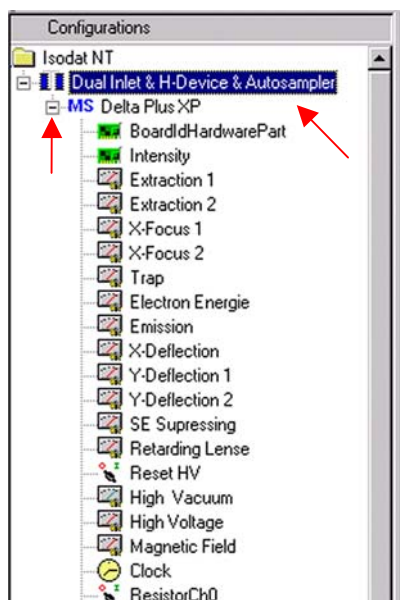 Configurations
Isodat NT
Dual Inlet & H-Device & Autosampler
MS Delta Plus XP
BoardIdHardwarePart
Intensity
Extraction 1
Extraction 2
X-Focus 1
X-Focus 2
Trap
Electron Energie
Emission
X-Deflection
Y-Deflection 1
Y-Deflection 2
SE Supressing
Retarding Lense
Reset HV
High Vacuum
High Voltage
Magnetic Field
Clock
ResistorCh0